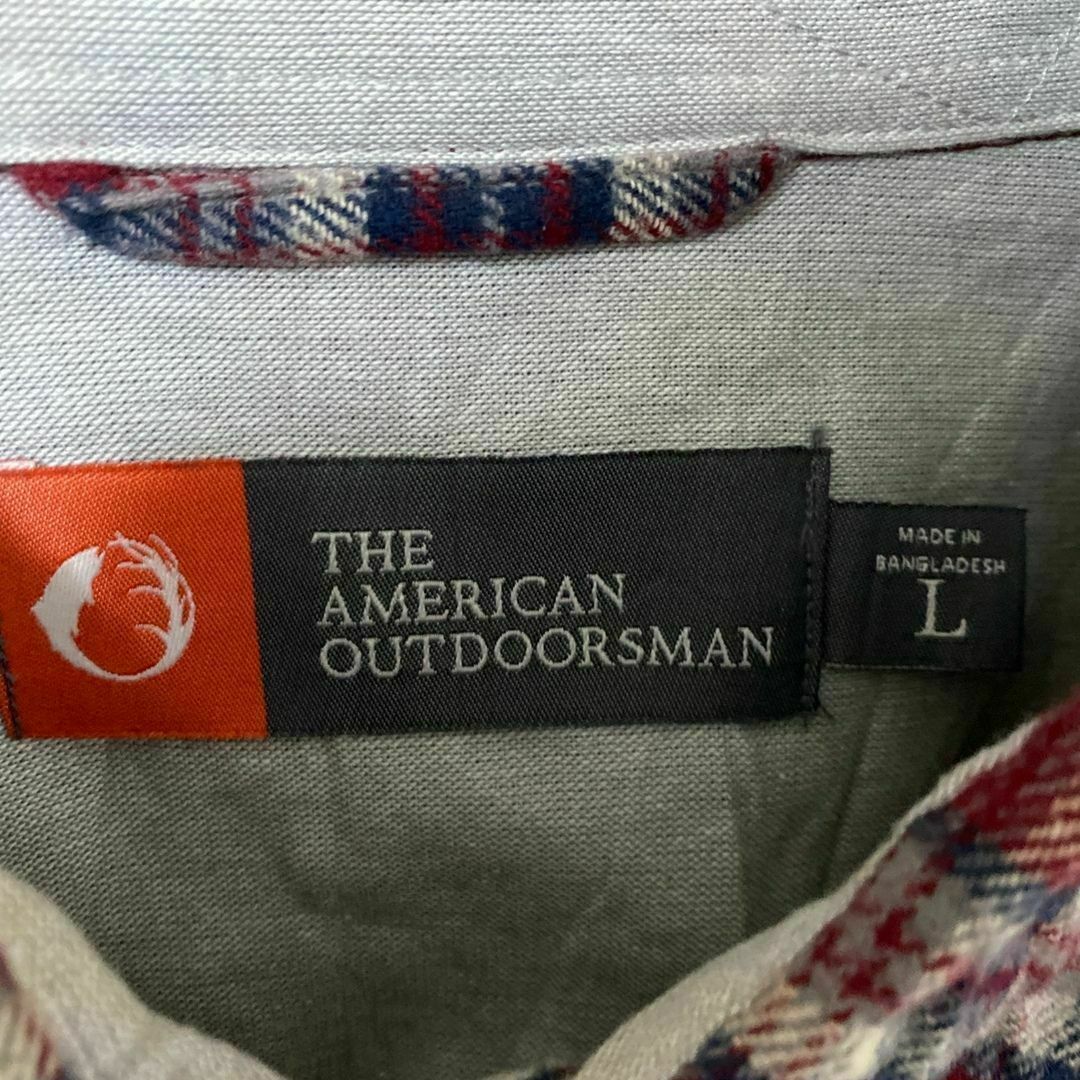 THE
AMERICAN
OUTDOORSMAN
MADE IN
BANGLADESH
L